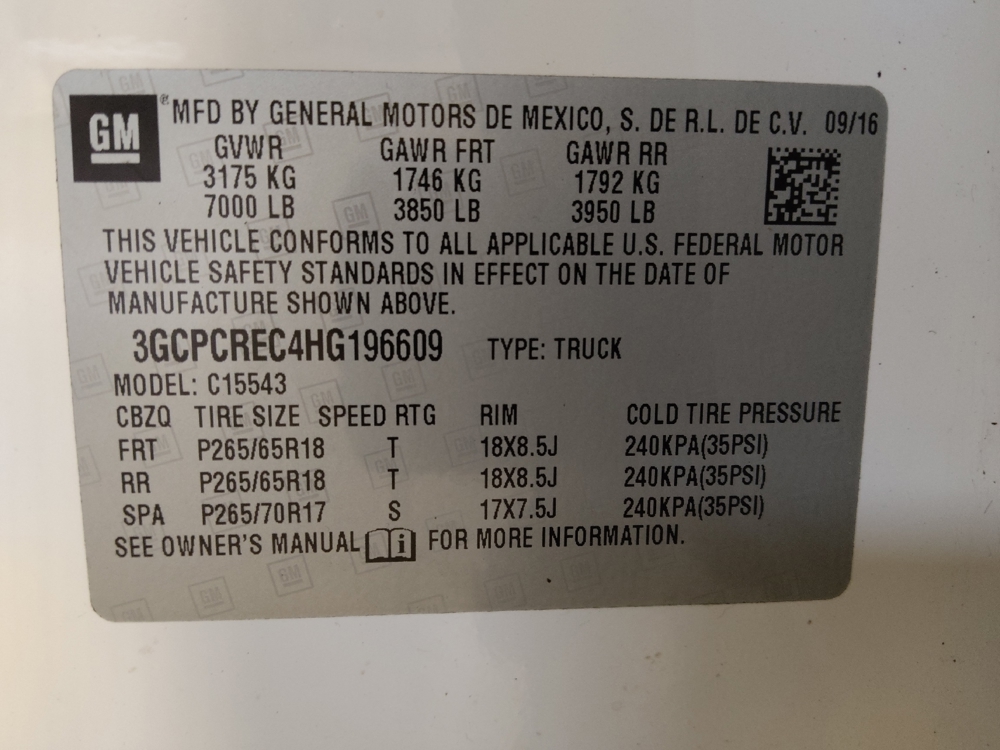 GM ® MFD BY GENERAL MOTORS DE MEXICO, S. DE R.L. DE C.V. 09/16
GVWR GAWR FRT GAWR RR
3175 KG 1746 KG 1792 KG
7000 LB 3850 LB 3950 LB
THIS VEHICLE CONFORMS TO ALL APPLICABLE U.S. FEDERAL MOTOR
VEHICLE SAFETY STANDARDS IN EFFECT ON THE DATE OF
MANUFACTURE SHOWN ABOVE.
3GCPCREC4HG196609 TYPE: TRUCK
MODEL: C15543
CBZQ TIRE SIZE SPEED RTG RIM COLD TIRE PRESSURE
FRT P265/65R18 T 18X8.5J 240KPA(35PSI)
RR P265/65R18 T 18X8.5J 240KPA(35PSI)
SPA P265/70R17 S 17X7.5J 240KPA(35PSI)
SEE OWNER'S MANUAL i FOR MORE INFORMATION.